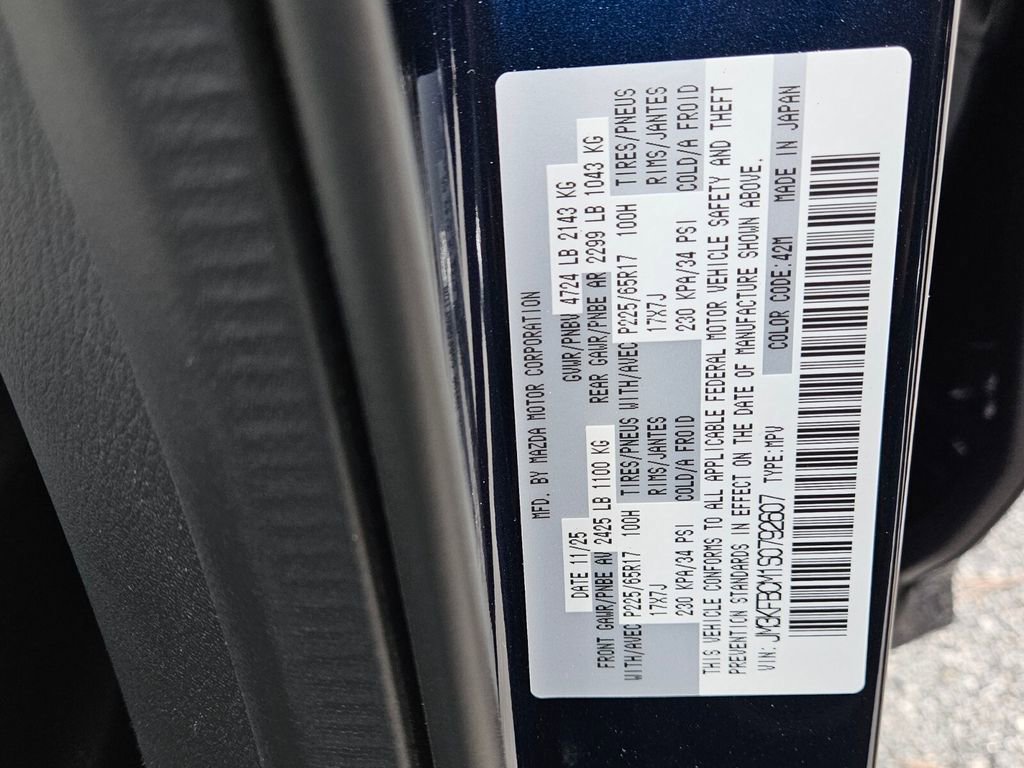 MFD. BY MAZDA MOTOR CORPORATION
DATE 11/25 GVWR/PNBV 4724 LB 2143 KG
FRONT GAWR/PNBE AV 2425 LB 1100 KG REAR GAWR/PNBE AR 2299 LB 1043 KG
WITH/AVEC P225/65R17 100H TIRES/PNEUS WITH/AVEC P225/65R17 100H TIRES/PNEUS
17X7J RIMS/JANTES 17X7J RIMS/JANTES
230 KPA/34 PSI COLD/A FROID 230 KPA/34 PSI COLD/A FROID
THIS VEHICLE CONFORMS TO ALL APPLICABLE FEDERAL MOTOR VEHICLE SAFETY AND THEFT
PREVENTION STANDARDS IN EFFECT ON THE DATE OF MANUFACTURE SHOWN ABOVE.
VIN: JM3KFBCM1S0792607 TYPE:MPV COLOR CODE:42M MADE IN JAPAN